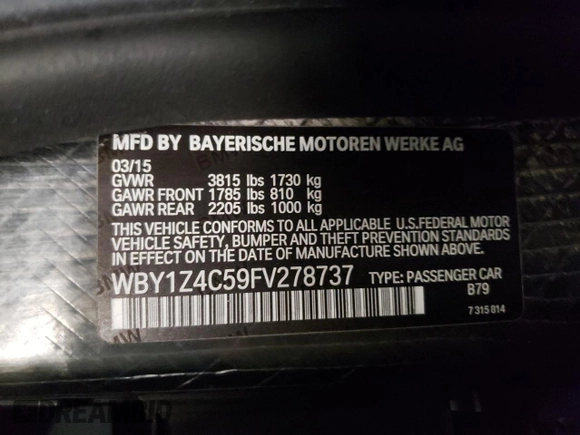 MFD BY BAYERISCHE MOTOREN WERKE AG
03/15
GVWR 3815 lbs 1730 kg
GAWR FRONT 1785 lbs 810 kg
GAWR REAR 2205 lbs 1000 kg
THIS VEHICLE CONFORMS TO ALL APPLICABLE U.S.FEDERAL MOTOR
VEHICLE SAFETY, BUMPER AND THEFT PREVENTION STANDARDS
IN EFFECT ON THE DATE OF MANUFACTURE SHOWN ABOVE.
WBY1Z4C59FV278737 TYPE: PASSENGER CAR
B79
7 315 814
DREAMBID